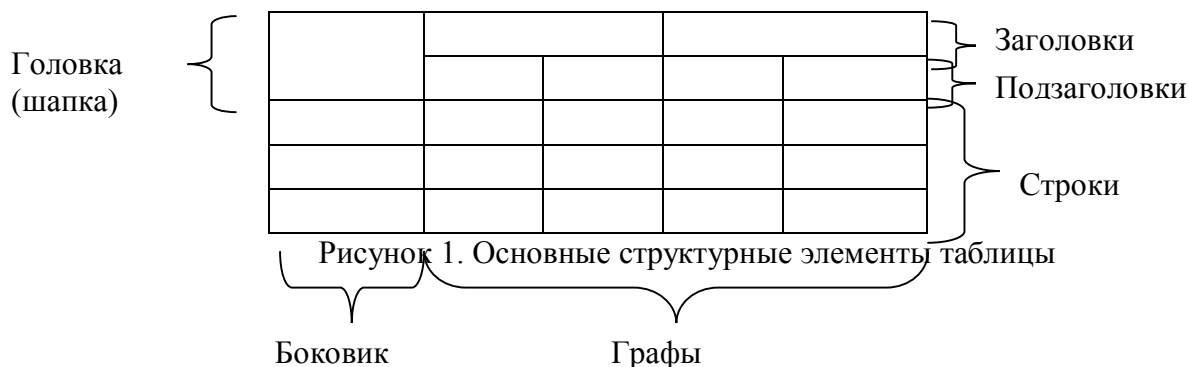 Заголовки
Головка
(шапка)
Подзаголовки
Строки
Рисунок 1. Основные структурные элементы таблицы
Боковик
Графы